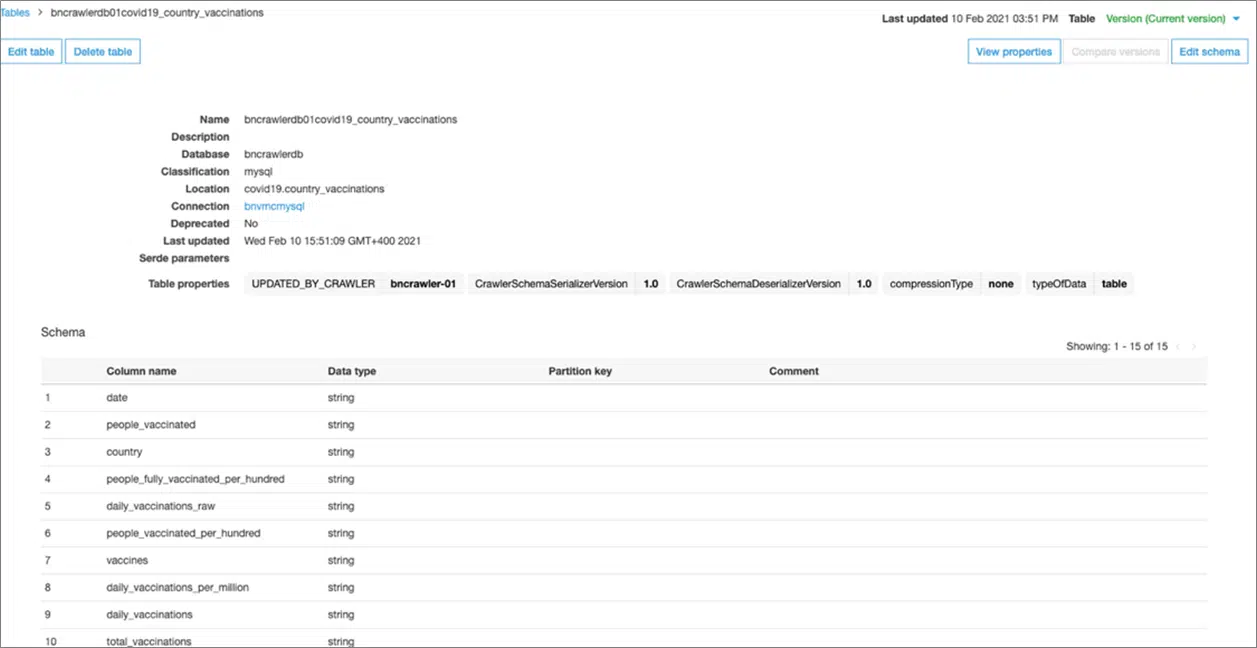 Tables > bncrawlerdb01covid19_country_vaccinations
Last updated 10 Feb 2021 03:51 PM Table Version (Current version)
Edit table Delete table View properties Compare versions Edit schema
Name bncrawlerdb01covid19_country_vaccinations
Description
Database bncrawlerdb
Classification mysql
Location covid19.country_vaccinations
Connection bnvmcmysql
Deprecated No
Last updated Wed Feb 10 15:51:09 GMT+400 2021
Serde parameters
Table properties UPDATED_BY_CRAWLER bncrawler-01 CrawlerSchemaSerializerVersion 1.0 CrawlerSchemaDeserializerVersion 1.0 compressionType none typeOfData table
Schema
Showing: 1 - 15 of 15 < >
Column name Data type Partition key Comment
1 date string
2 people_vaccinated string
3 country string
4 people_fully_vaccinated_per_hundred string
5 daily_vaccinations_raw string
6 people_vaccinated_per_hundred string
7 vaccines string
8 daily_vaccinations_per_million string
9 daily_vaccinations string
10 total_vaccinations string